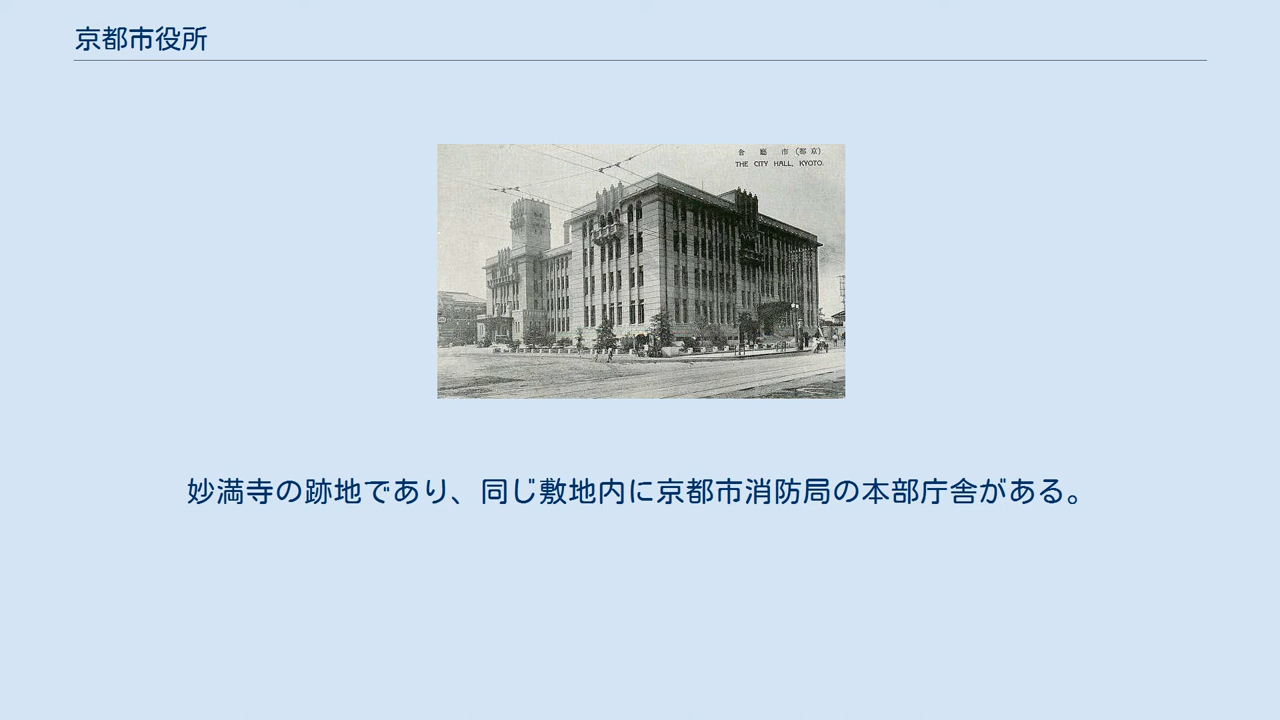 京都市役所
舎廳市（都京）
THE CITY HALL, KYOTO.
妙満寺の跡地であり、同じ敷地内に京都市消防局の本部庁舎がある。